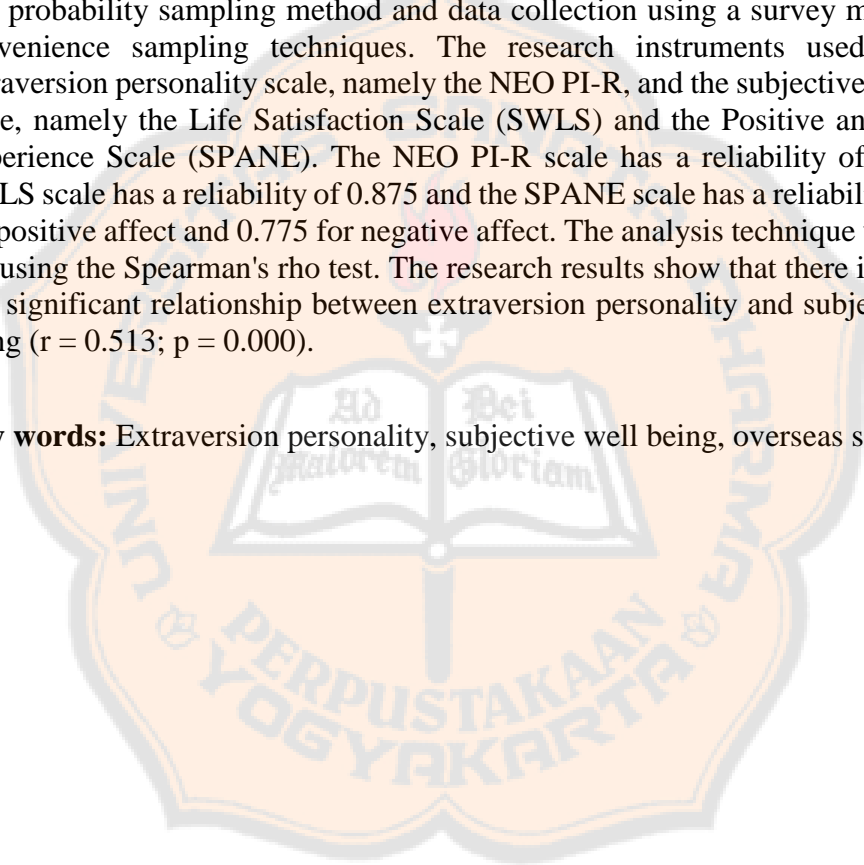 probability sampling method and data collection using a survey m
venience sampling techniques. The research instruments used
raversion personality scale, namely the NEO PI-R, and the subjective
e, namely the Life Satisfaction Scale (SWLS) and the Positive an
perience Scale (SPANE). The NEO PI-R scale has a reliability of
LS scale has a reliability of 0.875 and the SPANE scale has a reliabil
positive affect and 0.775 for negative affect. The analysis technique
using the Spearman's rho test. The research results show that there i
significant relationship between extraversion personality and subje
ng (r = 0.513; p = 0.000).
words: Extraversion personality, subjective well being, overseas s
UNIVERSITAS SANATA DHARMA
Ad Dei
Maiorem Gloriam
PERPUSTAKAAN
YOGYAKARTA